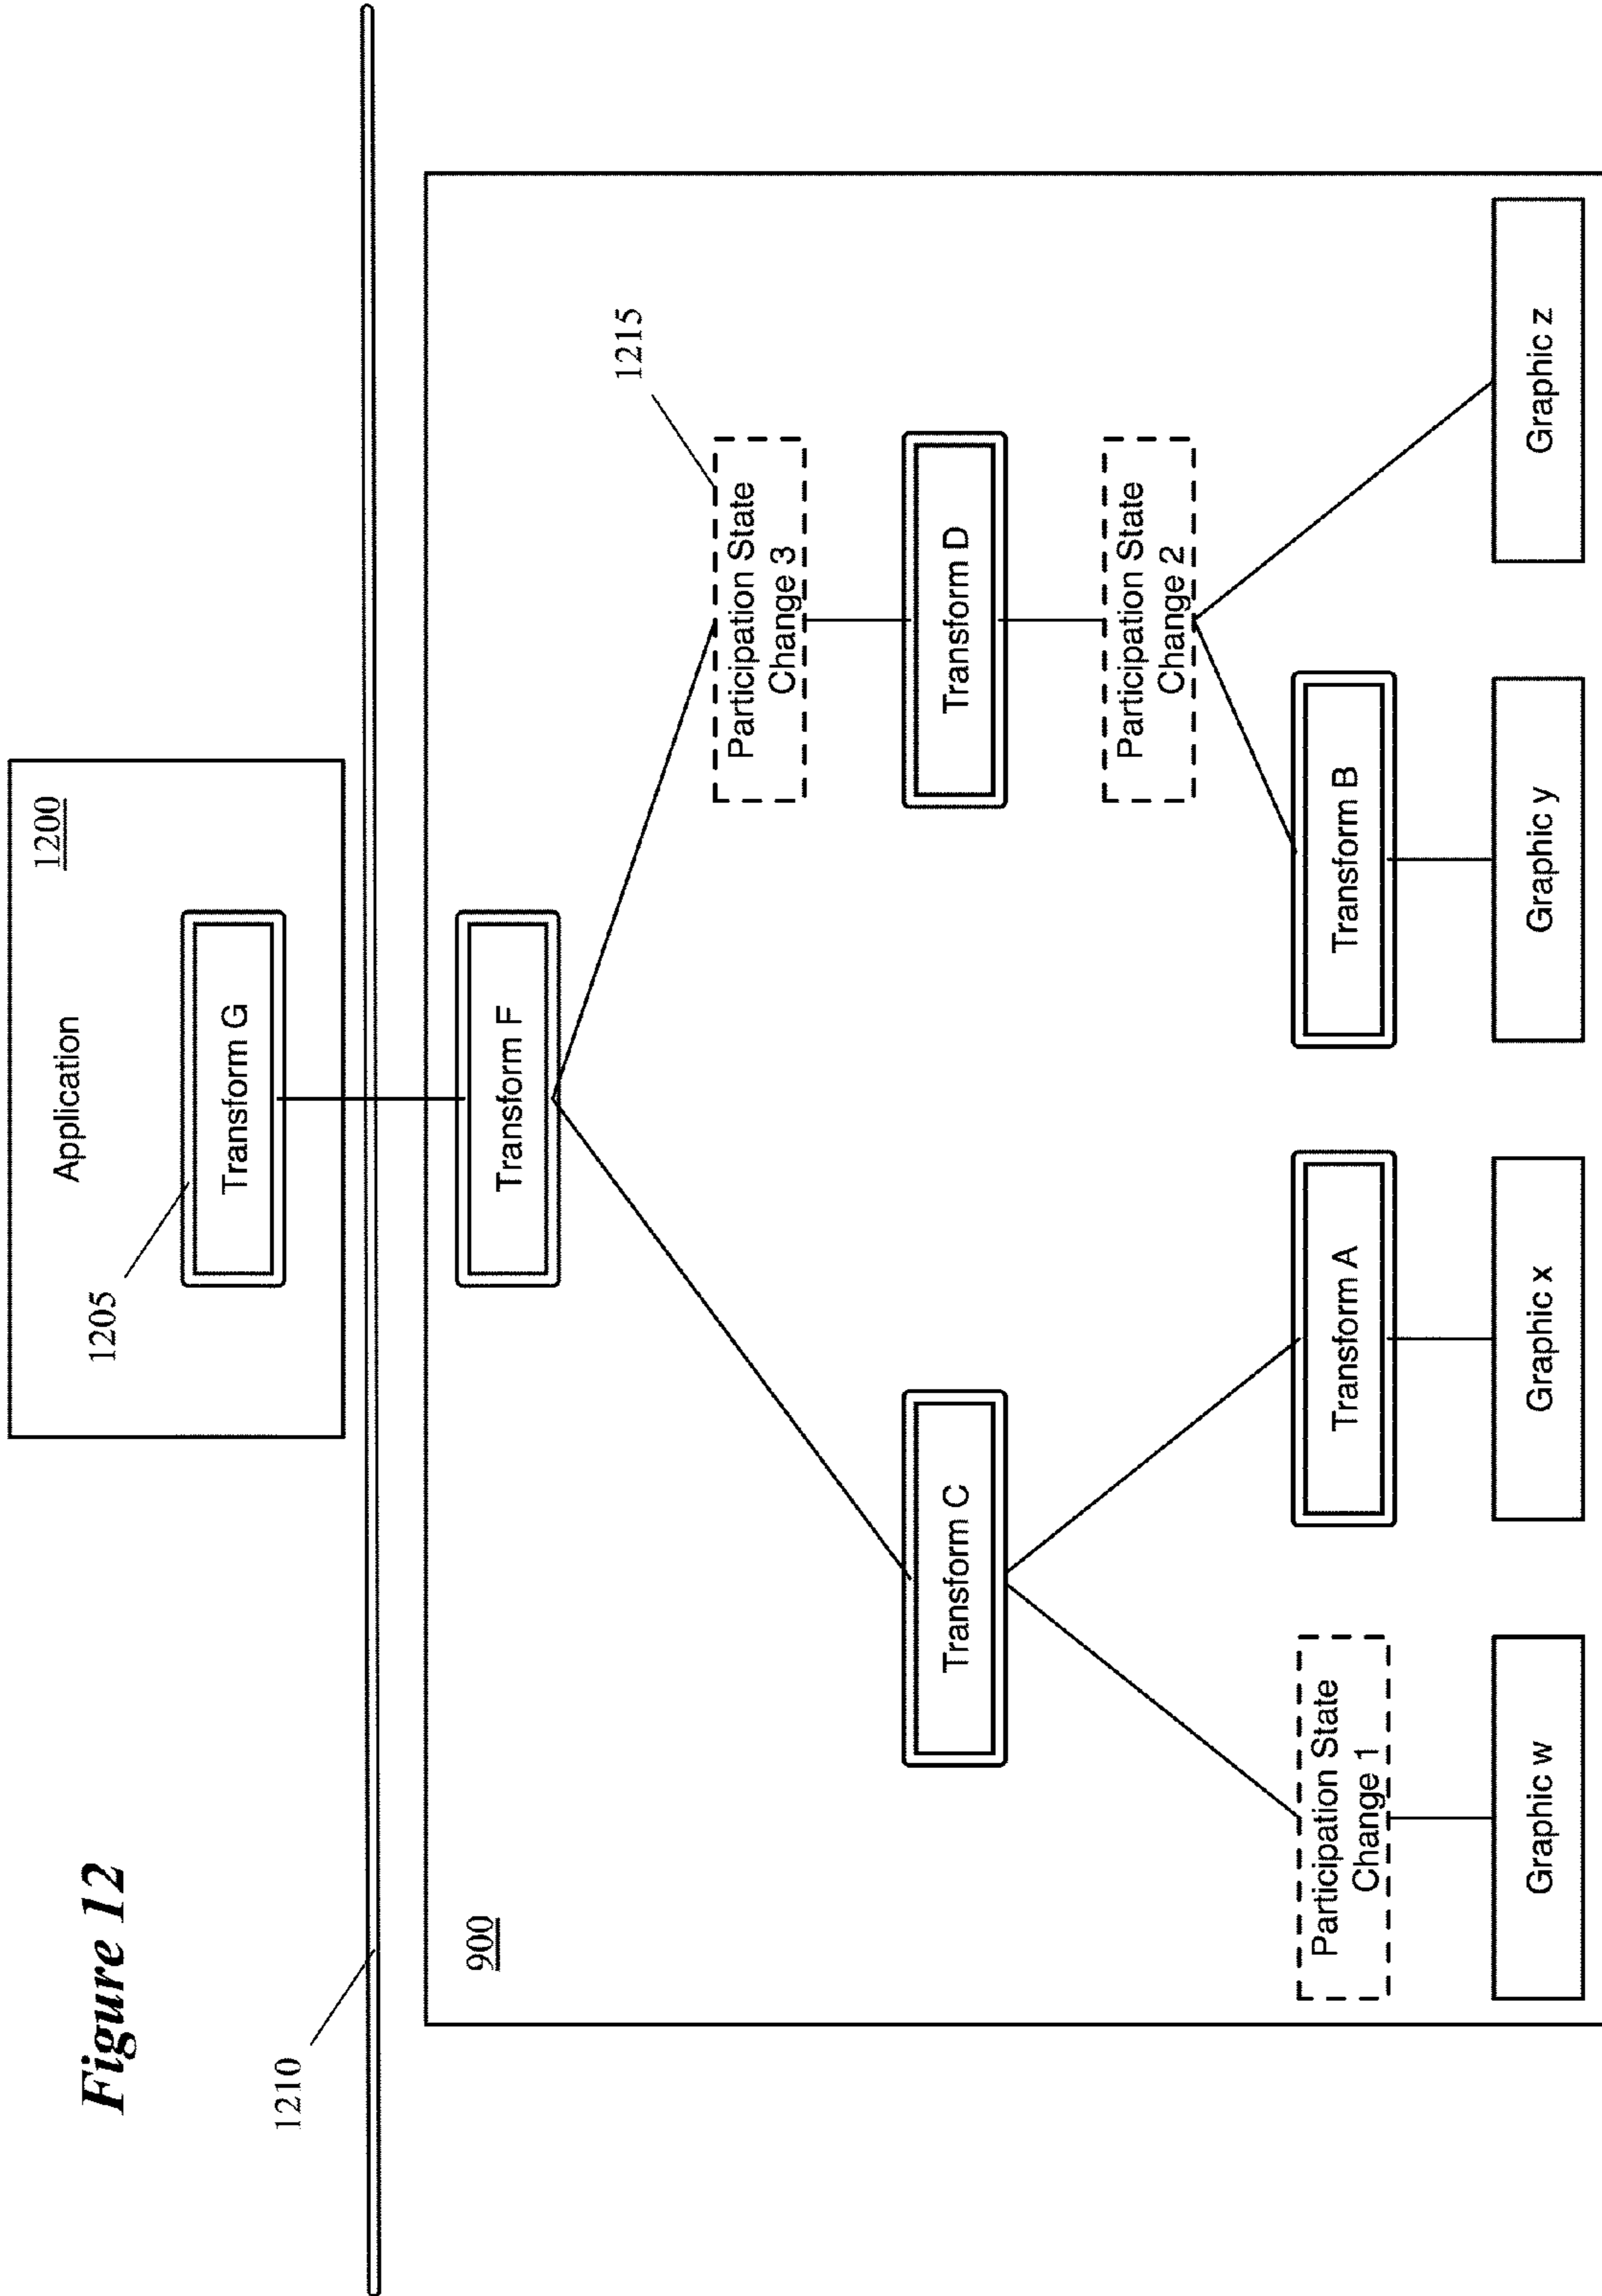 Figure 12
Application
1200
1205
Transform G
1210
900
Transform F
1215
Participation State
Change 3
Transform C
Transform D
Participation State
Change 2
Participation State
Change 1
Transform A
Transform B
Graphic w
Graphic x
Graphic y
Graphic z